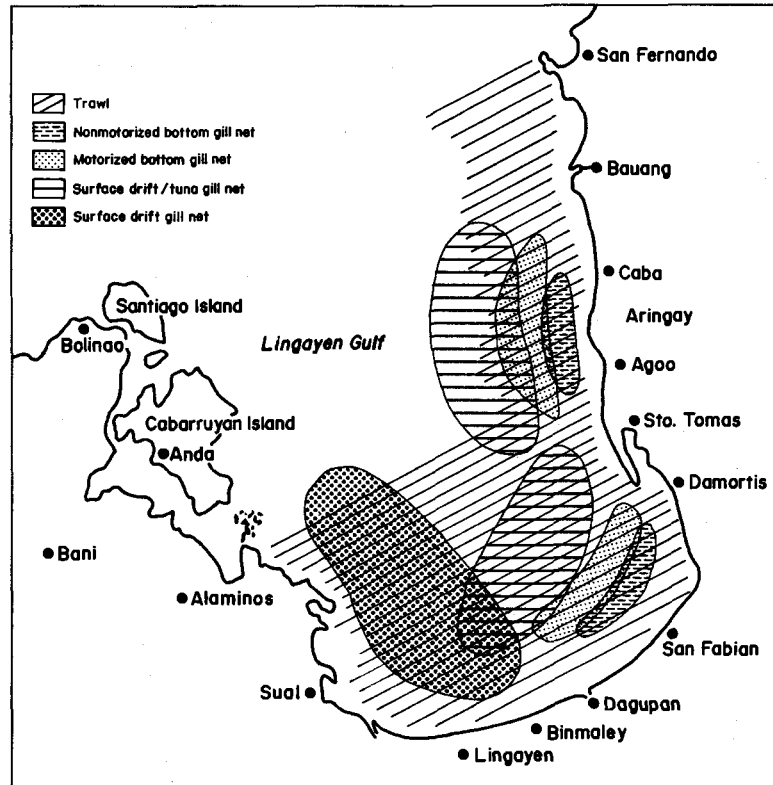 San Fernando
Trawl
Nonmotorized bottom gill net
Motorized bottom gill net
Surface drift/tuna gill net
Surface drift gill net
Bauang
Caba
Santiago Island
Aringay
Bolinao
Lingayen Gulf
Agoo
Cabarruyan Island
Sto. Tomas
Anda
Damortis
Bani
Alaminos
San Fabian
Sual
Dagupan
Binmaley
Lingayen